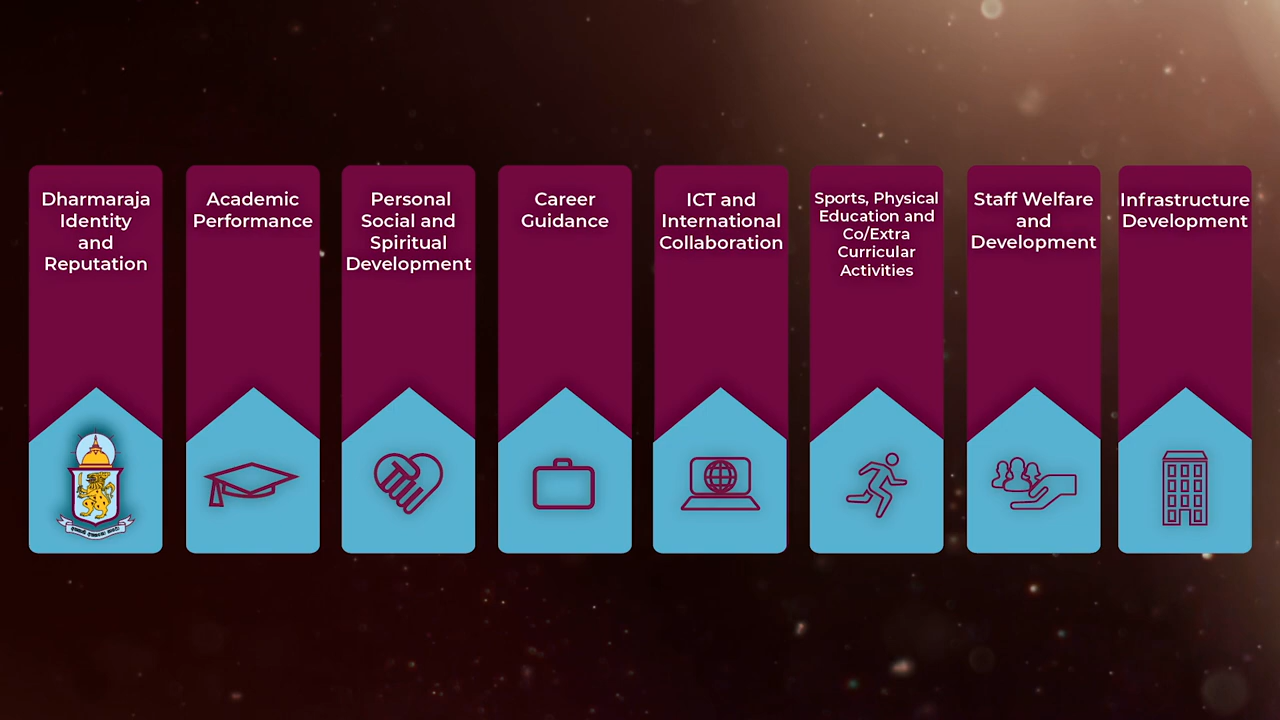 Dharmaraja
Identity
and
Reputation
Academic
Performance
Personal
Social and
Spiritual
Development
Career
Guidance
ICT and
International
Collaboration
Sports, Physical
Education and
Co/Extra
Curricular
Activities
Staff Welfare
and
Development
Infrastructure
Development